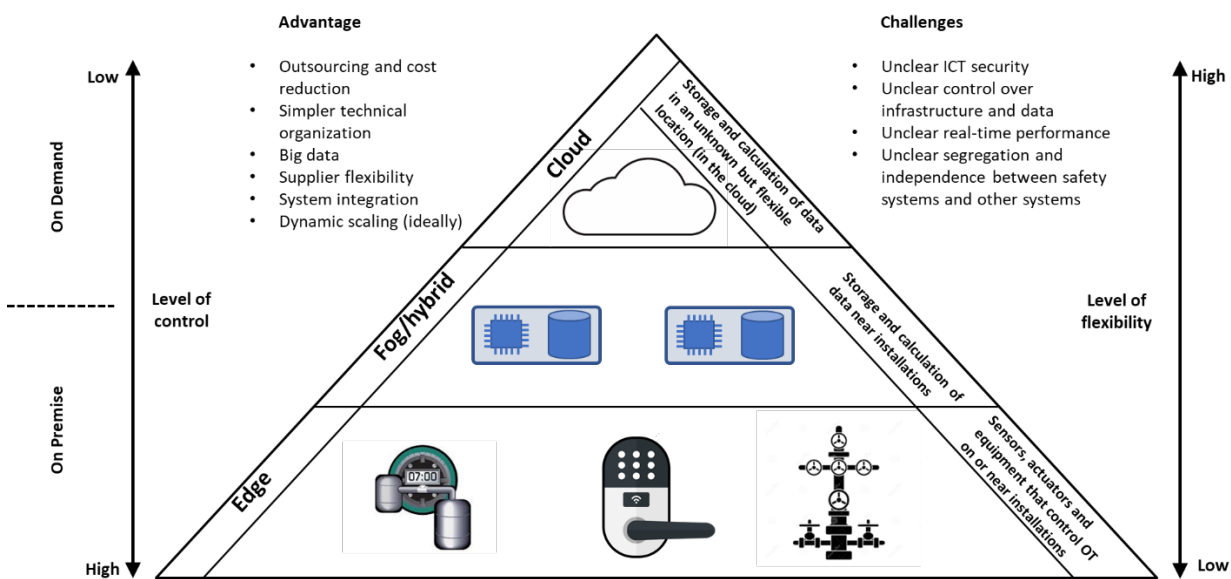 Advantage
• Outsourcing and cost
reduction
• Simpler technical
organization
• Big data
• Supplier flexibility
• System integration
• Dynamic scaling (ideally)
Challenges
• Unclear ICT security
• Unclear control over
infrastructure and data
• Unclear real-time performance
• Unclear segregation and
independence between safety
systems and other systems
Low
Level of
control
High
On Demand
On Premise
High
Level of
flexibility
Low
Cloud
Storage and calculation of data
in an unknown but flexible
location (in the cloud)
Fog/hybrid
Storage and calculation of
data near installations
Edge
07:00
Sensors, actuators and
equipment that control OT
on or near installations